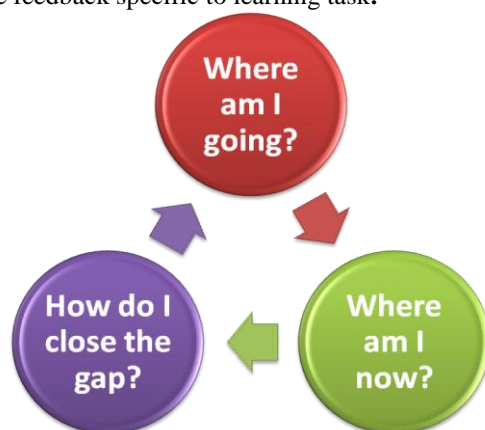 e feedback specific to learning task.
Where
am I
going?
Where
am I
now?
How do I
close the
gap?